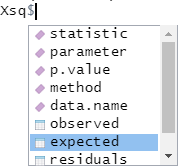 Xsq$
statistic
parameter
p.value
method
data.name
observed
expected
residuals